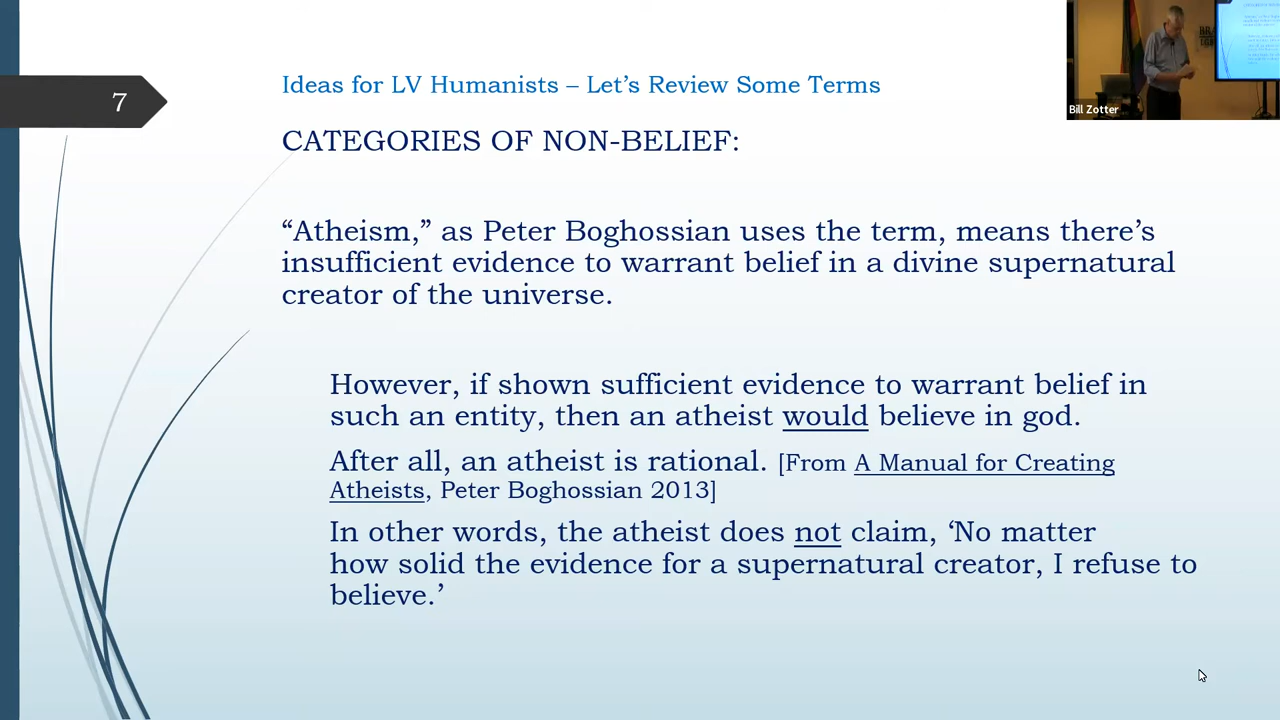 7
Ideas for LV Humanists – Let’s Review Some Terms
CATEGORIES OF NON-BELIEF:
“Atheism,” as Peter Boghossian uses the term, means there’s
insufficient evidence to warrant belief in a divine supernatural
creator of the universe.
However, if shown sufficient evidence to warrant belief in
such an entity, then an atheist would believe in god.
After all, an atheist is rational. [From A Manual for Creating
Atheists, Peter Boghossian 2013]
In other words, the atheist does not claim, ‘No matter
how solid the evidence for a supernatural creator, I refuse to
believe.’
Bill Zotter